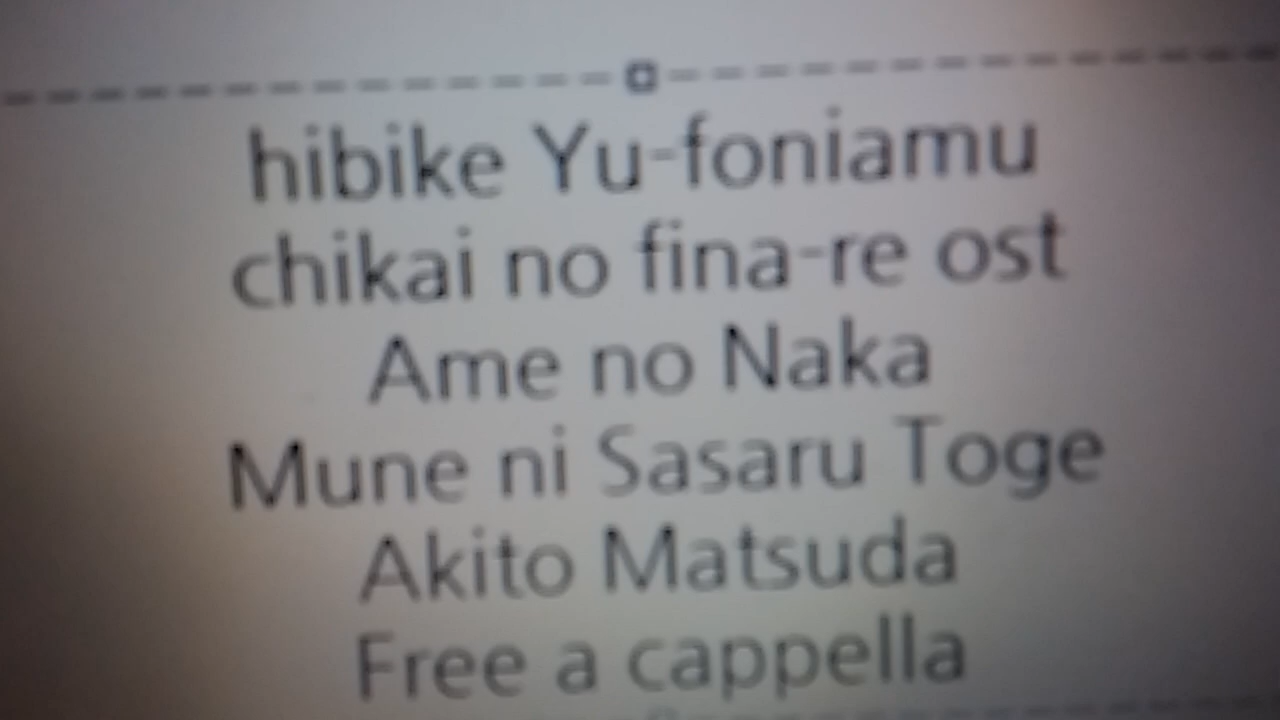 hibike Yu-foniamu
chikai no fina-re ost
Ame no Naka
Mune ni Sasaru Toge
Akito Matsuda
Free a cappella